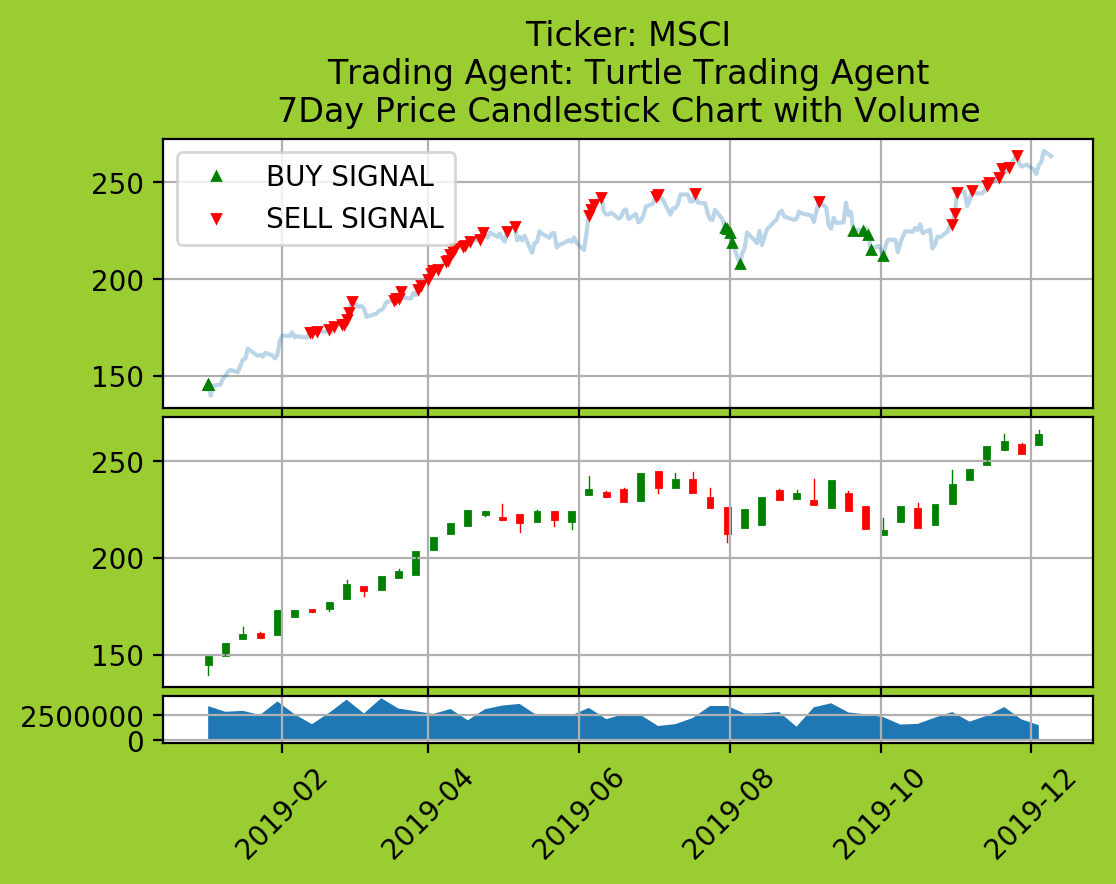 Ticker: MSCI
Trading Agent: Turtle Trading Agent
7Day Price Candlestick Chart with Volume
BUY SIGNAL
SELL SIGNAL
250
200
150
250
200
150
2500000
0
2019-02
2019-04
2019-06
2019-08
2019-10
2019-12